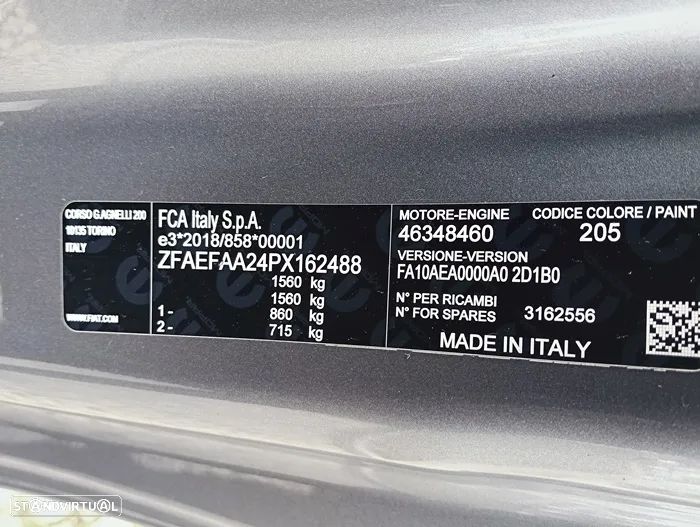 CORSO G.AGNELLI 200
10135 TORINO
ITALY
WWW.FIAT.COM
FCA Italy S.p.A.
e3*2018/858*00001
ZFAEFAA24PX162488
1560 kg
1560 kg
1- 860 kg
2- 715 kg
MOTORE-ENGINE CODICE COLORE / PAINT
46348460 205
VERSIONE-VERSION
FA10AEA0000A0 2D1B0
N° PER RICAMBI
N° FOR SPARES 3162556
MADE IN ITALY
STANDVIRTUAL